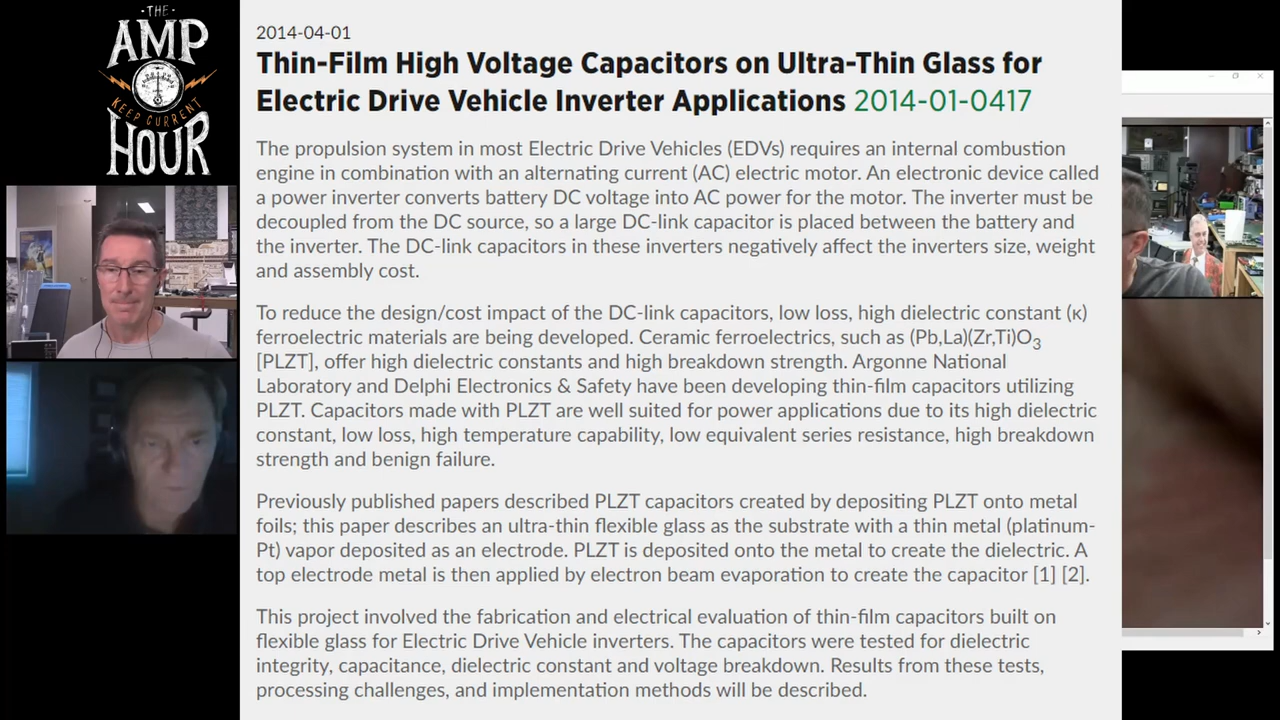 ·THE·
AMP
KEEP CURRENT
HOUR
2014-04-01
Thin-Film High Voltage Capacitors on Ultra-Thin Glass for
Electric Drive Vehicle Inverter Applications 2014-01-0417
The propulsion system in most Electric Drive Vehicles (EDVs) requires an internal combustion
engine in combination with an alternating current (AC) electric motor. An electronic device called
a power inverter converts battery DC voltage into AC power for the motor. The inverter must be
decoupled from the DC source, so a large DC-link capacitor is placed between the battery and
the inverter. The DC-link capacitors in these inverters negatively affect the inverters size, weight
and assembly cost.
To reduce the design/cost impact of the DC-link capacitors, low loss, high dielectric constant (κ)
ferroelectric materials are being developed. Ceramic ferroelectrics, such as (Pb,La)(Zr,Ti)O₃
[PLZT], offer high dielectric constants and high breakdown strength. Argonne National
Laboratory and Delphi Electronics & Safety have been developing thin-film capacitors utilizing
PLZT. Capacitors made with PLZT are well suited for power applications due to its high dielectric
constant, low loss, high temperature capability, low equivalent series resistance, high breakdown
strength and benign failure.
Previously published papers described PLZT capacitors created by depositing PLZT onto metal
foils; this paper describes an ultra-thin flexible glass as the substrate with a thin metal (platinum-
Pt) vapor deposited as an electrode. PLZT is deposited onto the metal to create the dielectric. A
top electrode metal is then applied by electron beam evaporation to create the capacitor [1] [2].
This project involved the fabrication and electrical evaluation of thin-film capacitors built on
flexible glass for Electric Drive Vehicle inverters. The capacitors were tested for dielectric
integrity, capacitance, dielectric constant and voltage breakdown. Results from these tests,
processing challenges, and implementation methods will be described.